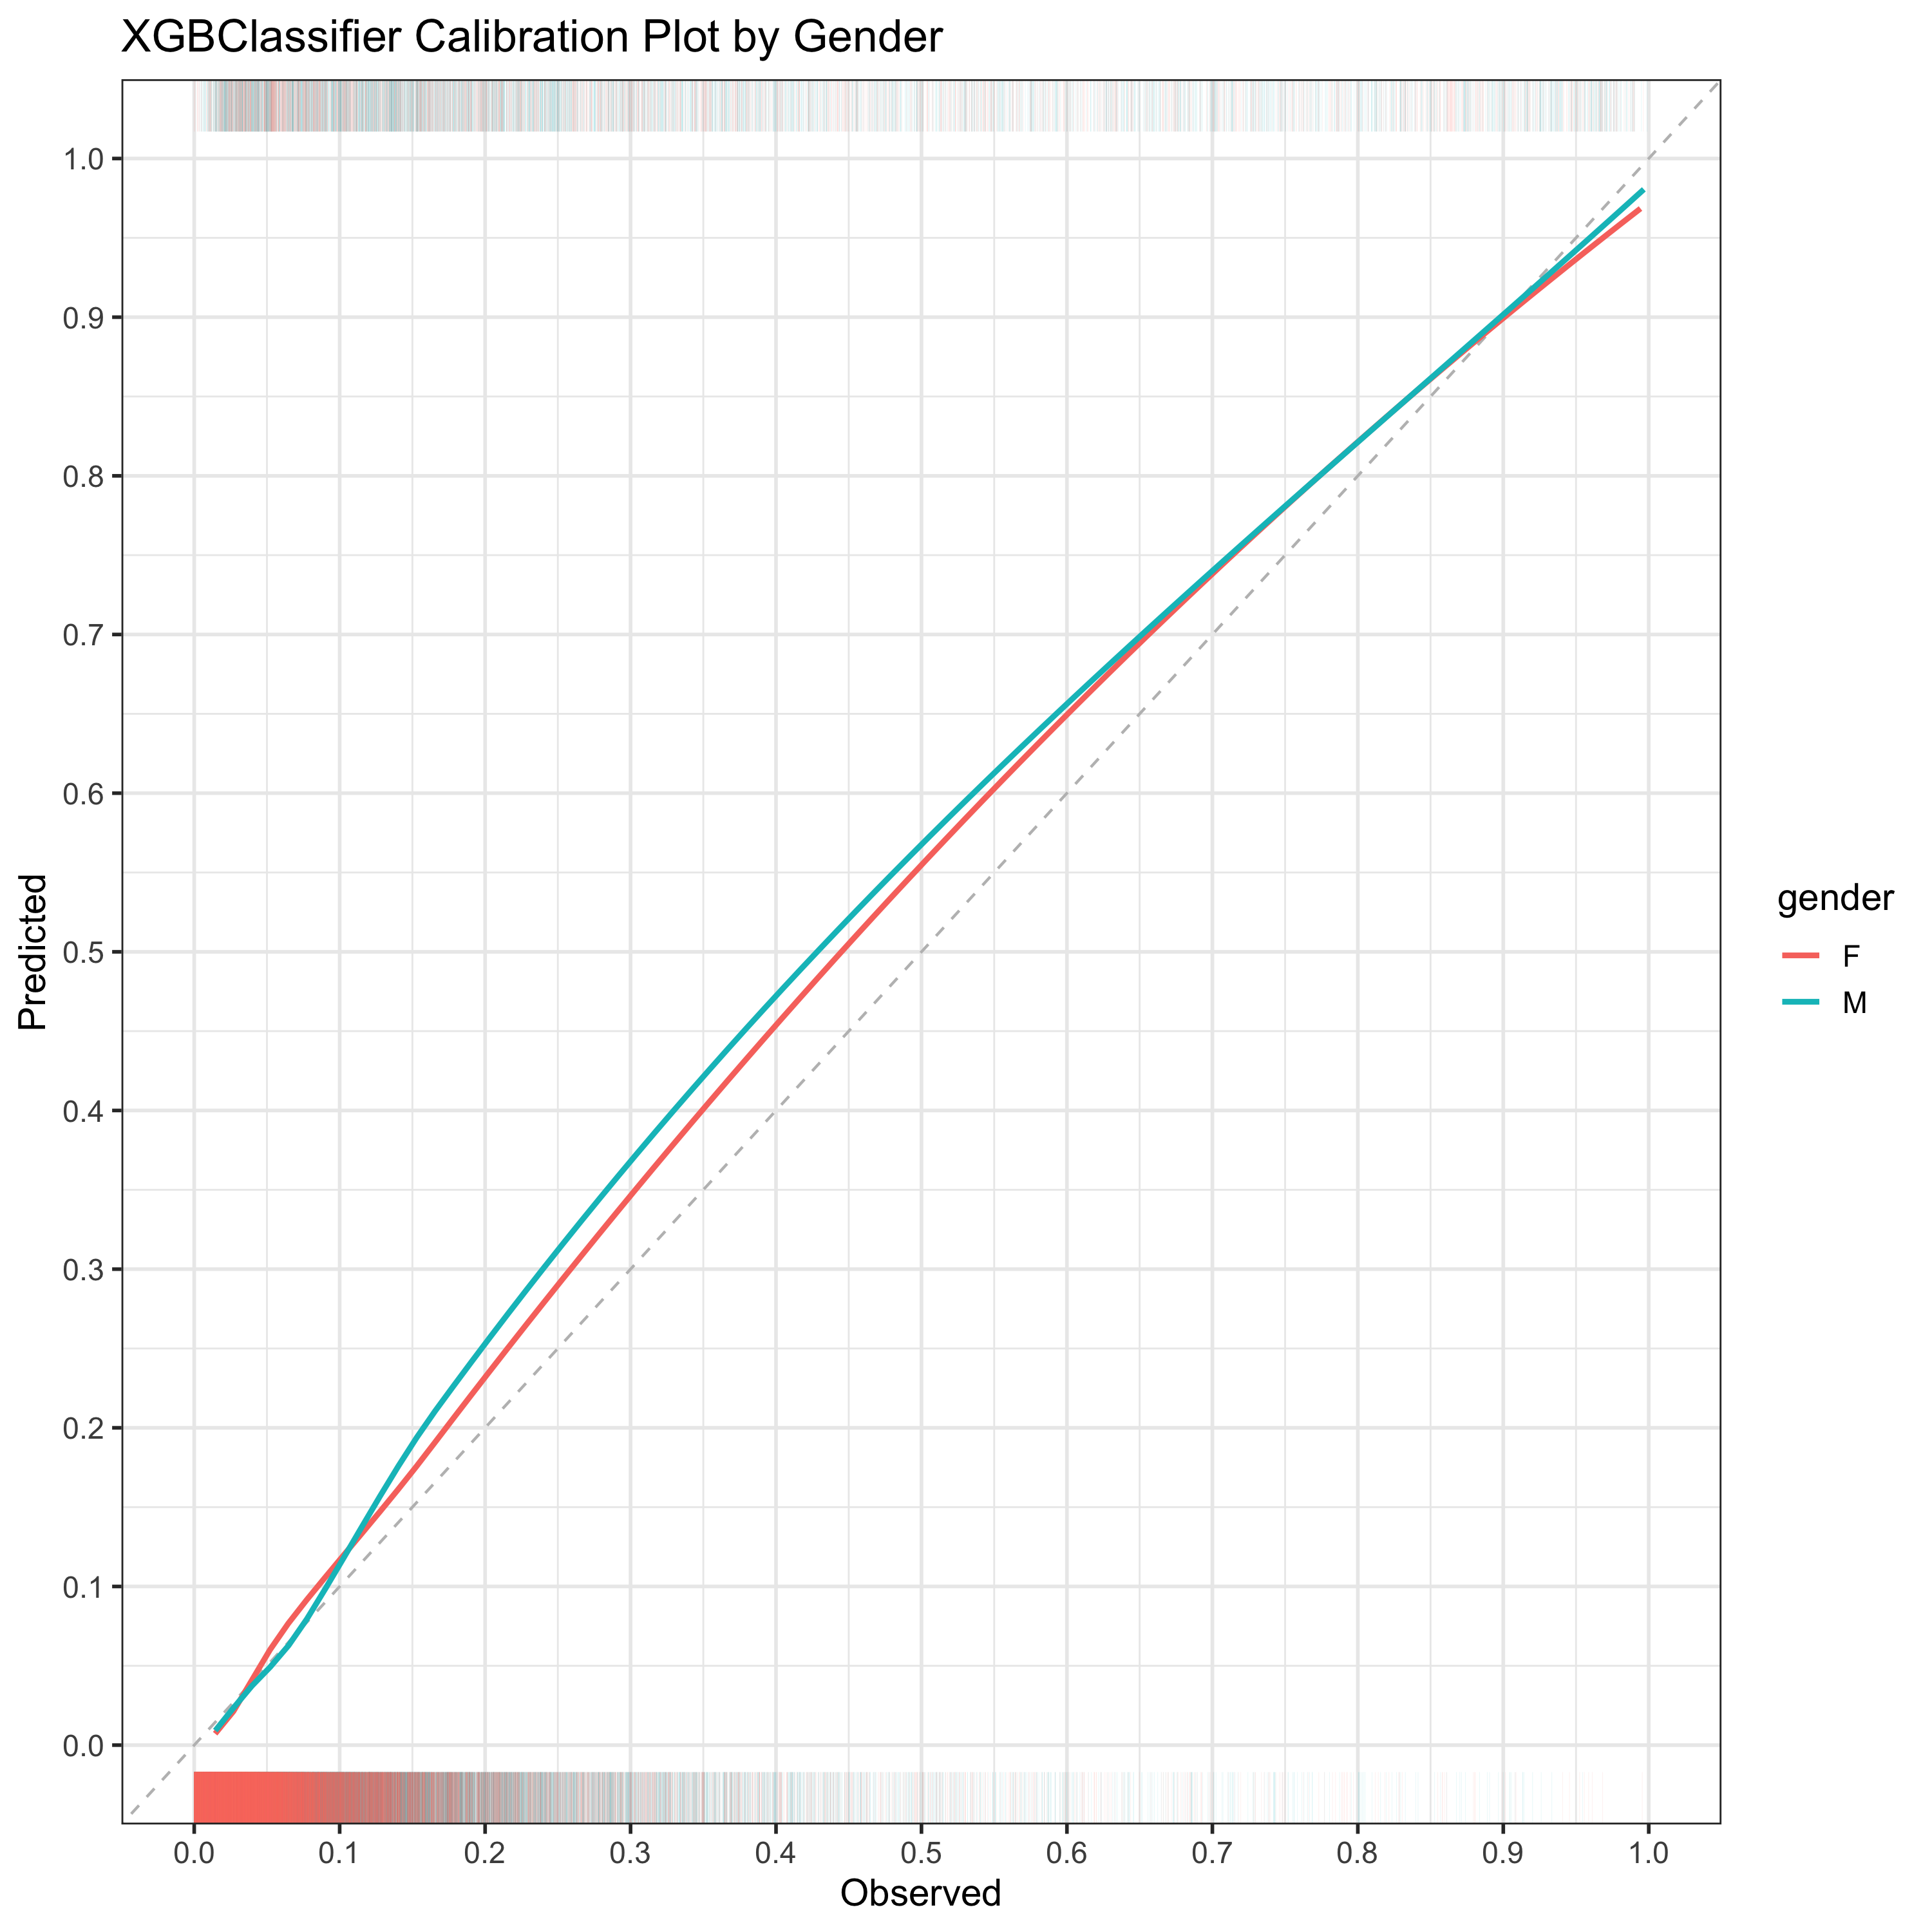 XGBClassifier Calibration Plot by Gender
1.0
0.9
0.8
0.7
0.6
0.5
0.4
0.3
0.2
0.1
0.0
Predicted
0.0 0.1 0.2 0.3 0.4 0.5 0.6 0.7 0.8 0.9 1.0
Observed
gender
F
M